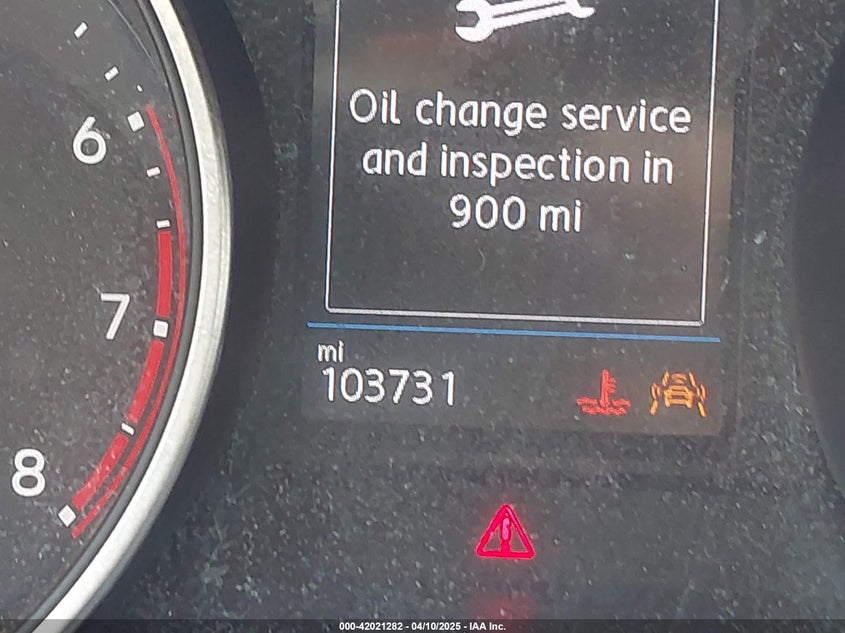 Oil change service
and inspection in
900 mi
6
7
8
mi
103731
000-42021282 - 04/10/2025 - IAA Inc.